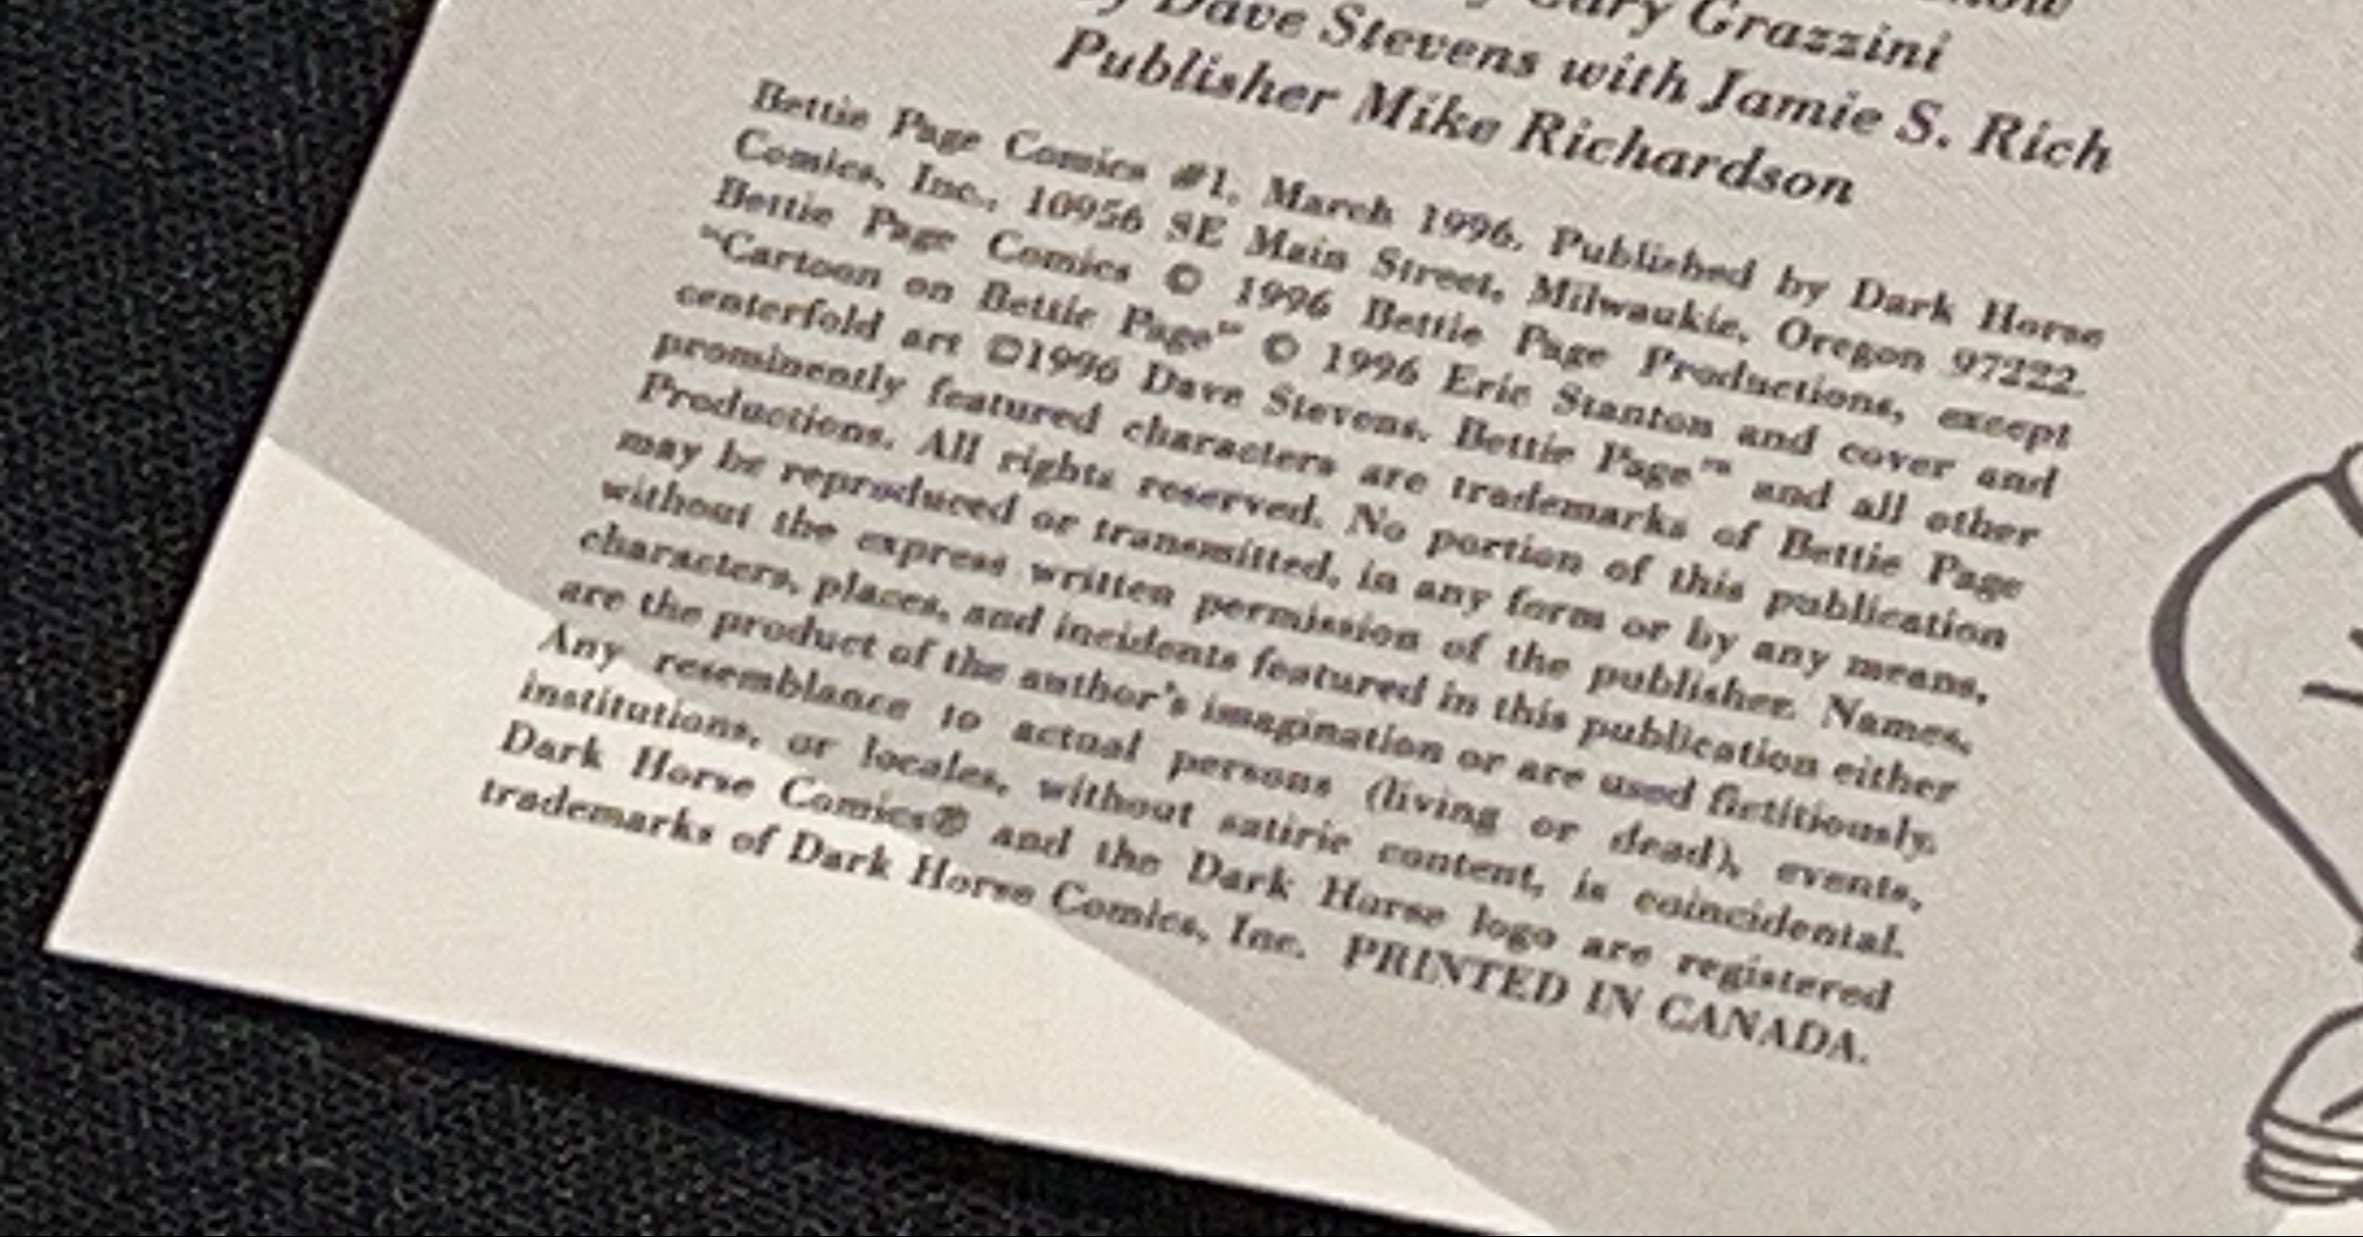 Cary Grazzini
Dave Stevens with Jamie S. Rich
Publisher Mike Richardson
Bettie Page Comics #1, March 1996. Published by Dark Horse
Comics, Inc., 10956 SE Main Street, Milwaukie, Oregon 97222.
Bettie Page Comics © 1996 Bettie Page Productions, except
"Cartoon on Bettie Page" © 1996 Eric Stanton and cover and
centerfold art ©1996 Dave Stevens. Bettie Page™ and all other
prominently featured characters are trademarks of Bettie Page
Productions. All rights reserved. No portion of this publication
may be reproduced or transmitted, in any form or by any means,
without the express written permission of the publisher. Names,
characters, places, and incidents featured in this publication either
are the product of the author's imagination or are used fictitiously.
Any resemblance to actual persons (living or dead), events,
institutions, or locales, without satiric content, is coincidental.
Dark Horse Comics® and the Dark Horse logo are registered
trademarks of Dark Horse Comics, Inc. PRINTED IN CANADA.